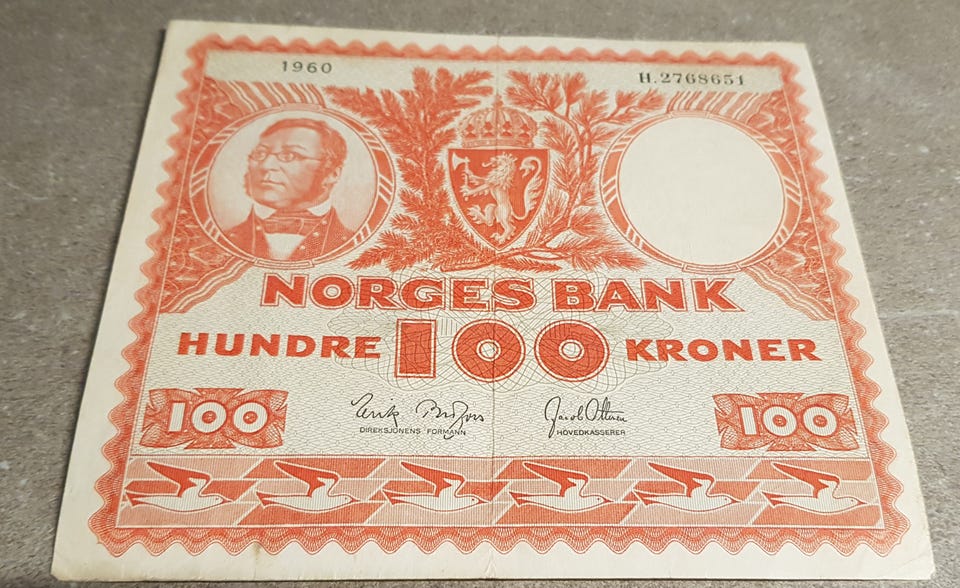 1960 H.2768651
NORGES BANK
HUNDRE 100 KRONER
100 100
DIREKSJONENS FORMANN HOVEDKASSERER